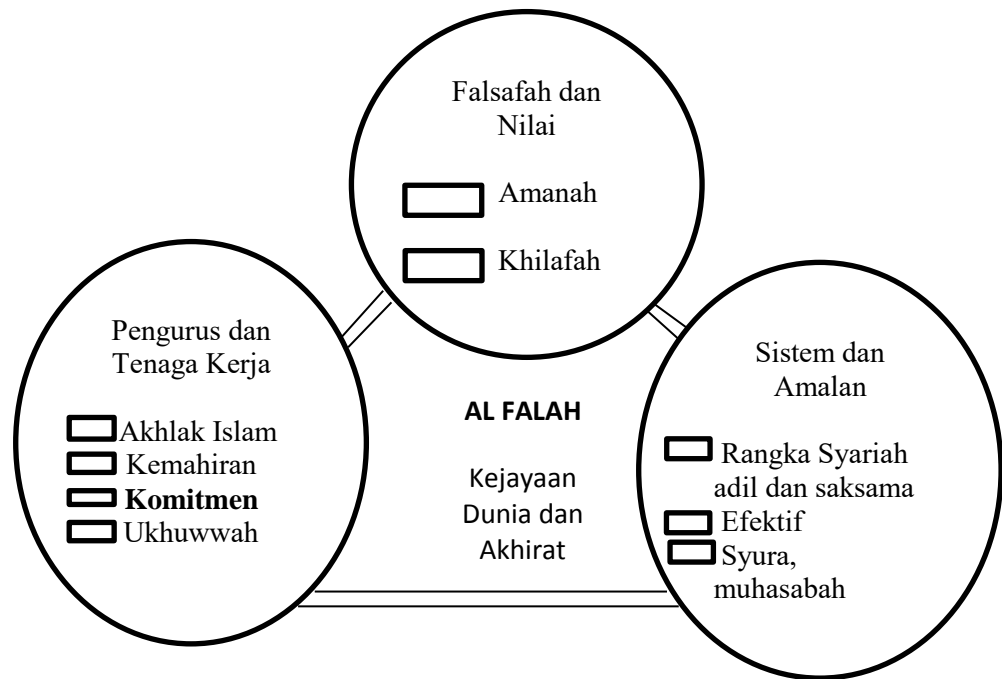 Falsafah dan
Nilai
Amanah
Khilafah
Pengurus dan
Tenaga Kerja
Akhlak Islam
Kemahiran
Komitmen
Ukhuwwah
AL FALAH
Kejayaan
Dunia dan
Akhirat
Sistem dan
Amalan
Rangka Syariah
adil dan saksama
Efektif
Syura,
muhasabah